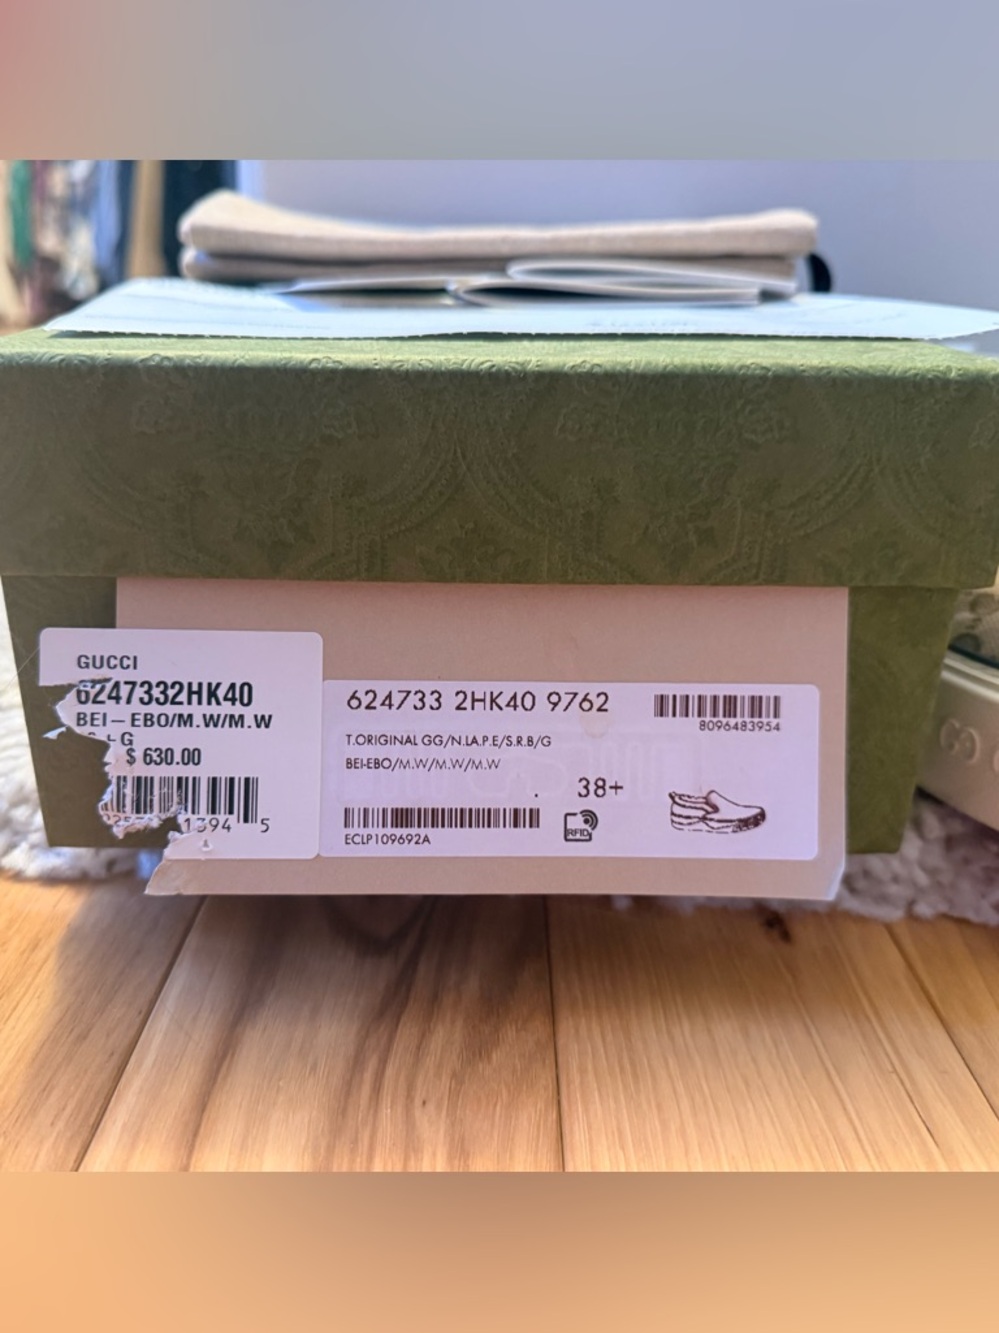 GUCCI
6247332HK40
BEI-EBO/M.W/M.W
G
$ 630.00
1394 5
624733 2HK40 9762
8096483954
T.ORIGINAL GG/N.LA.P.E/S.R.B/G
BEI-EBO/M.W/M.W/M.W
38+
RFID
ECLP109692A